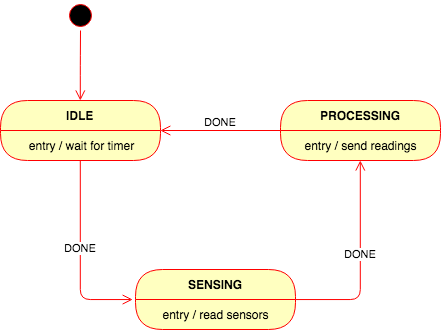 IDLE
entry / wait for timer
DONE
PROCESSING
entry / send readings
DONE
DONE
SENSING
entry / read sensors